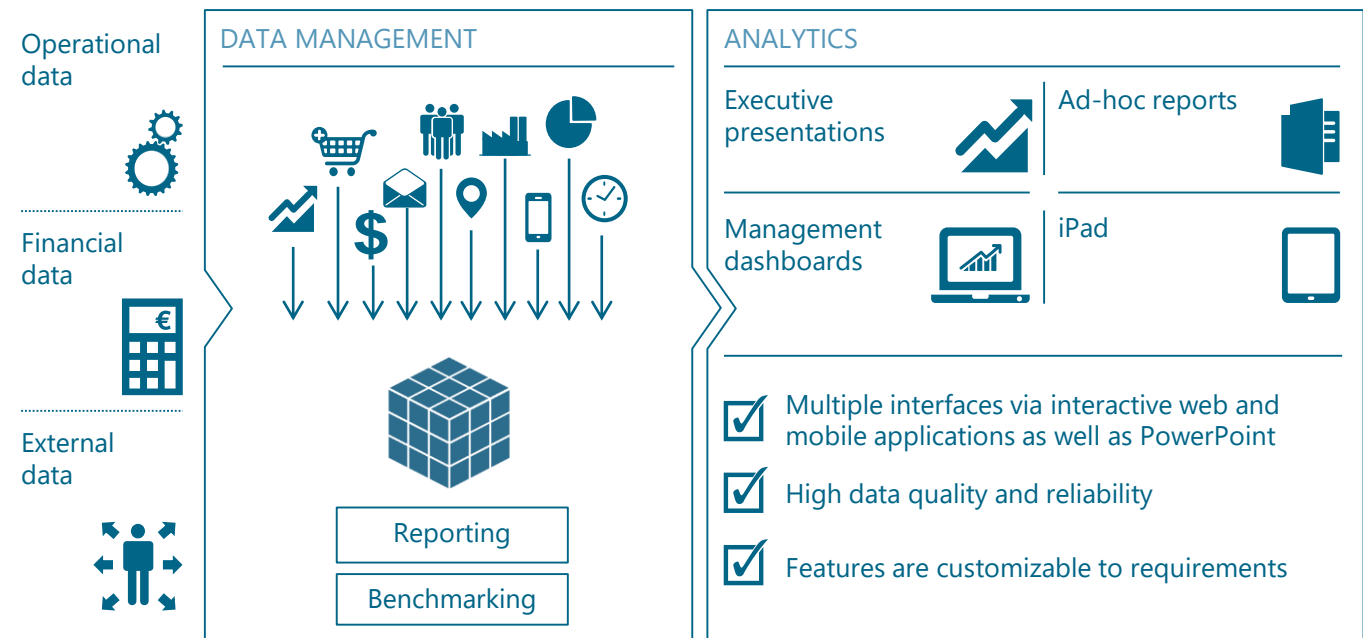 Operational
data
Financial
data
€
External
data
DATA MANAGEMENT
$
Reporting
Benchmarking
ANALYTICS
Executive
presentations
Ad-hoc reports
Management
dashboards
iPad
Multiple interfaces via interactive web and
mobile applications as well as PowerPoint
High data quality and reliability
Features are customizable to requirements